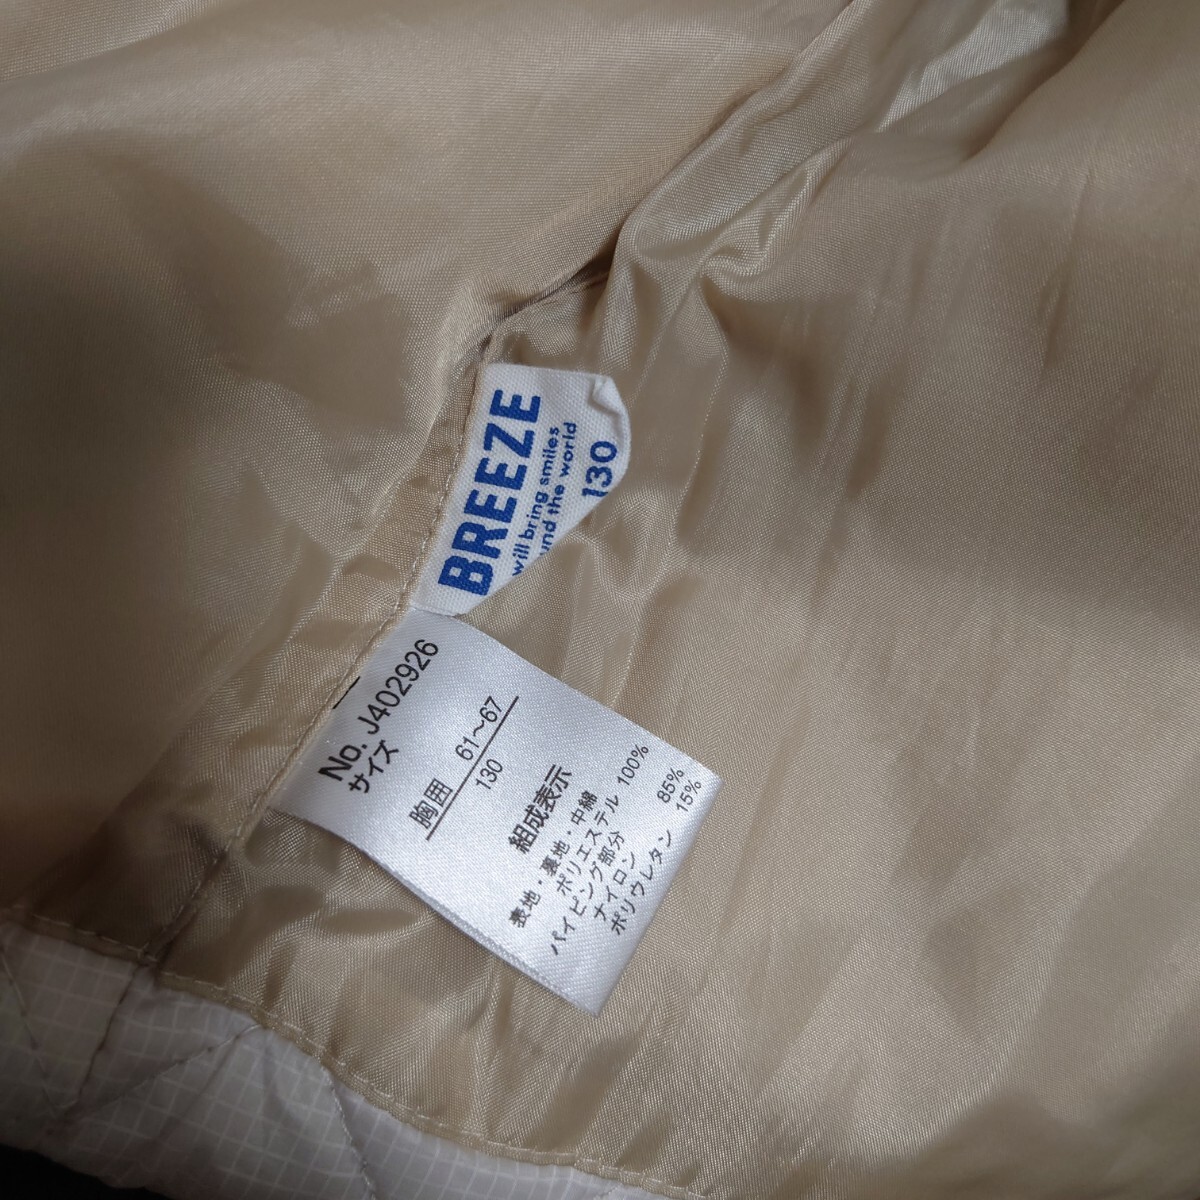 BREEZE
will bring smiles
und the world
130
No. J402926
サイズ
胸囲 61～67
130
組成表示
表地・裏地・中綿
ポリエステル 100%
パイピング部分
ナイロン 85%
ポリウレタン 15%